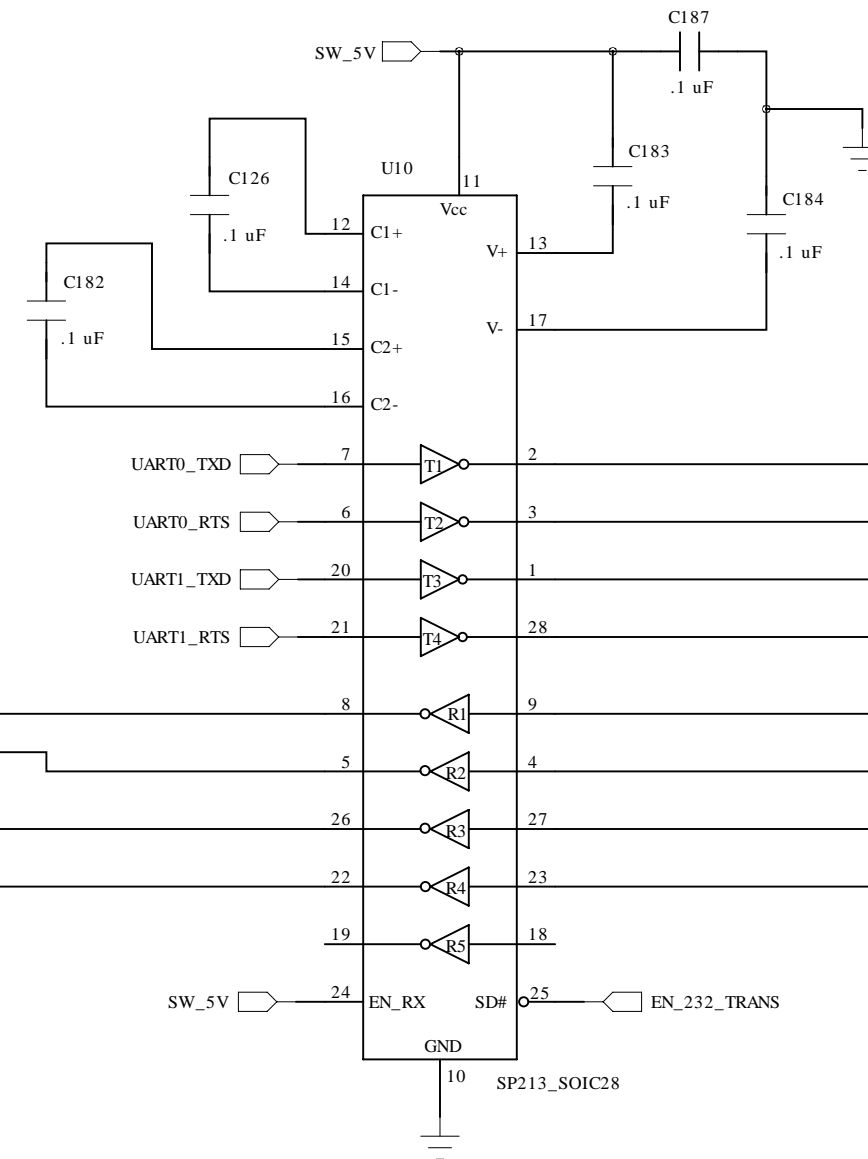 C187
SW_5V
.1 uF
C183
U10
C126
11
.1 uF
C184
Vcc
12
C1+
.1 uF
V+
13
.1 uF
C182
14
C1-
17
V-
.1 uF
15
C2+
16
C2-
UART0_TXD
7
T1
2
UART0_RTS
6
T2
3
UART1_TXD
20
T3
1
UART1_RTS
21
T4
28
8
R1
9
5
R2
4
26
R3
27
22
R4
23
19
R5
18
SW_5V
24
EN_RX
SD#
25
EN_232_TRANS
GND
10
SP213_SOIC28